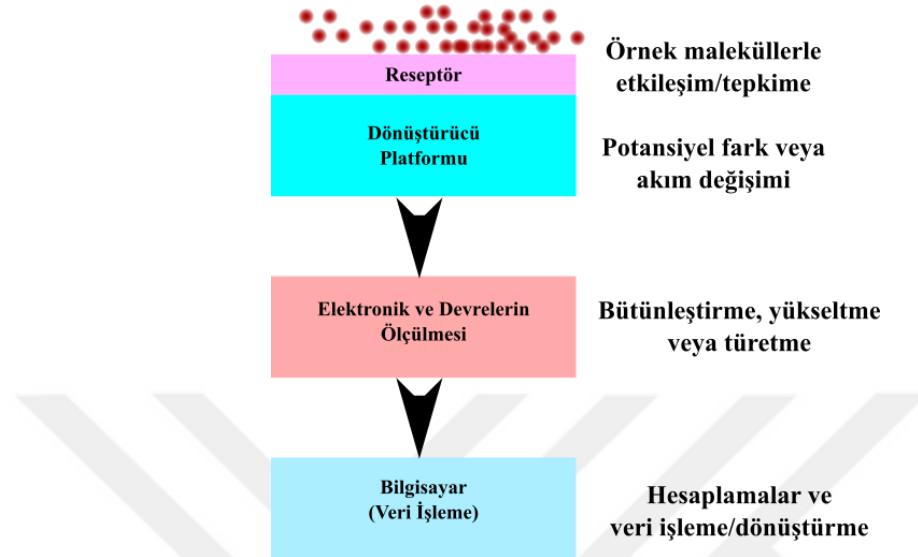 Örnek maleküllerle
etkileşim/tepkime
Reseptör
Dönüştürücü
Platformu
Potansiyel fark veya
akım değişimi
Elektronik ve Devrelerin
Ölçülmesi
Bütünleştirme, yükseltme
veya türetme
Bilgisayar
(Veri İşleme)
Hesaplamalar ve
veri işleme/dönüştürme